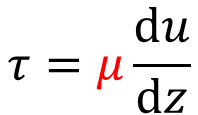 τ = μ du/dz